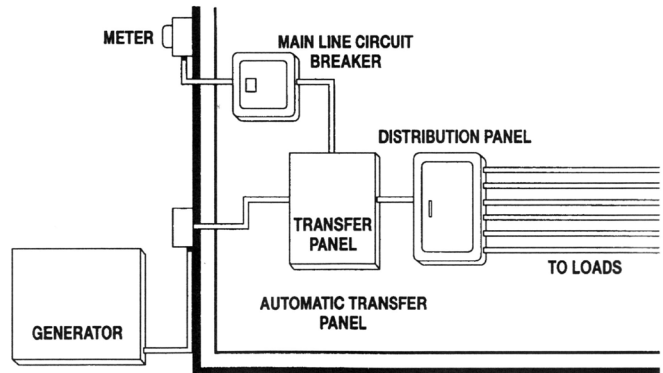 METER
MAIN LINE CIRCUIT
BREAKER
DISTRIBUTION PANEL
TRANSFER
PANEL
TO LOADS
AUTOMATIC TRANSFER
PANEL
GENERATOR